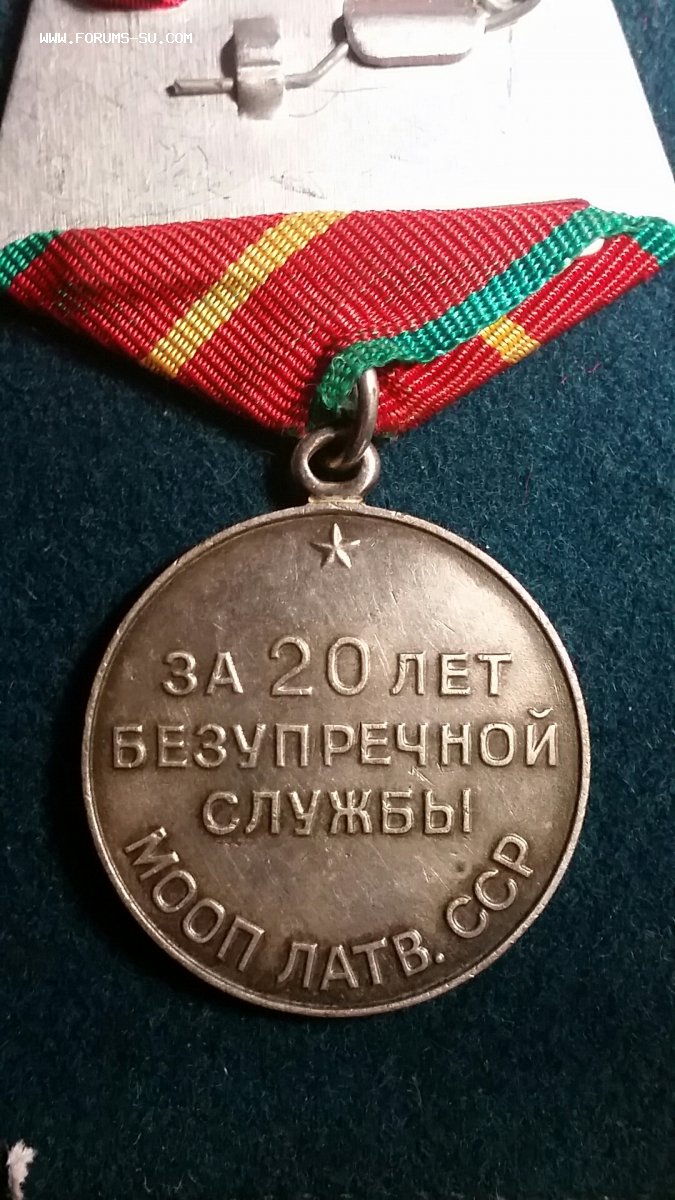 WWW.FORUMS-SU.COM
ЗА 20 ЛЕТ
БЕЗУПРЕЧНОЙ
СЛУЖБЫ
МООП ЛАТВ. ССР